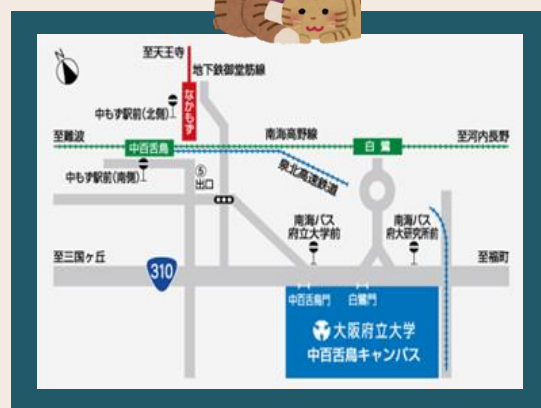 N
至天王寺
地下鉄御堂筋線
なかもず
中もず駅前(北側)
至難波
中百舌鳥
南海高野線
白鷺
至河内長野
中もず駅前(南側)
⑤
出口
泉北高速鉄道
南海バス
府立大学前
南海バス
府大研究所前
至三国ヶ丘
310
至福町
中百舌鳥門
白鷺門
大阪府立大学
中百舌鳥キャンパス